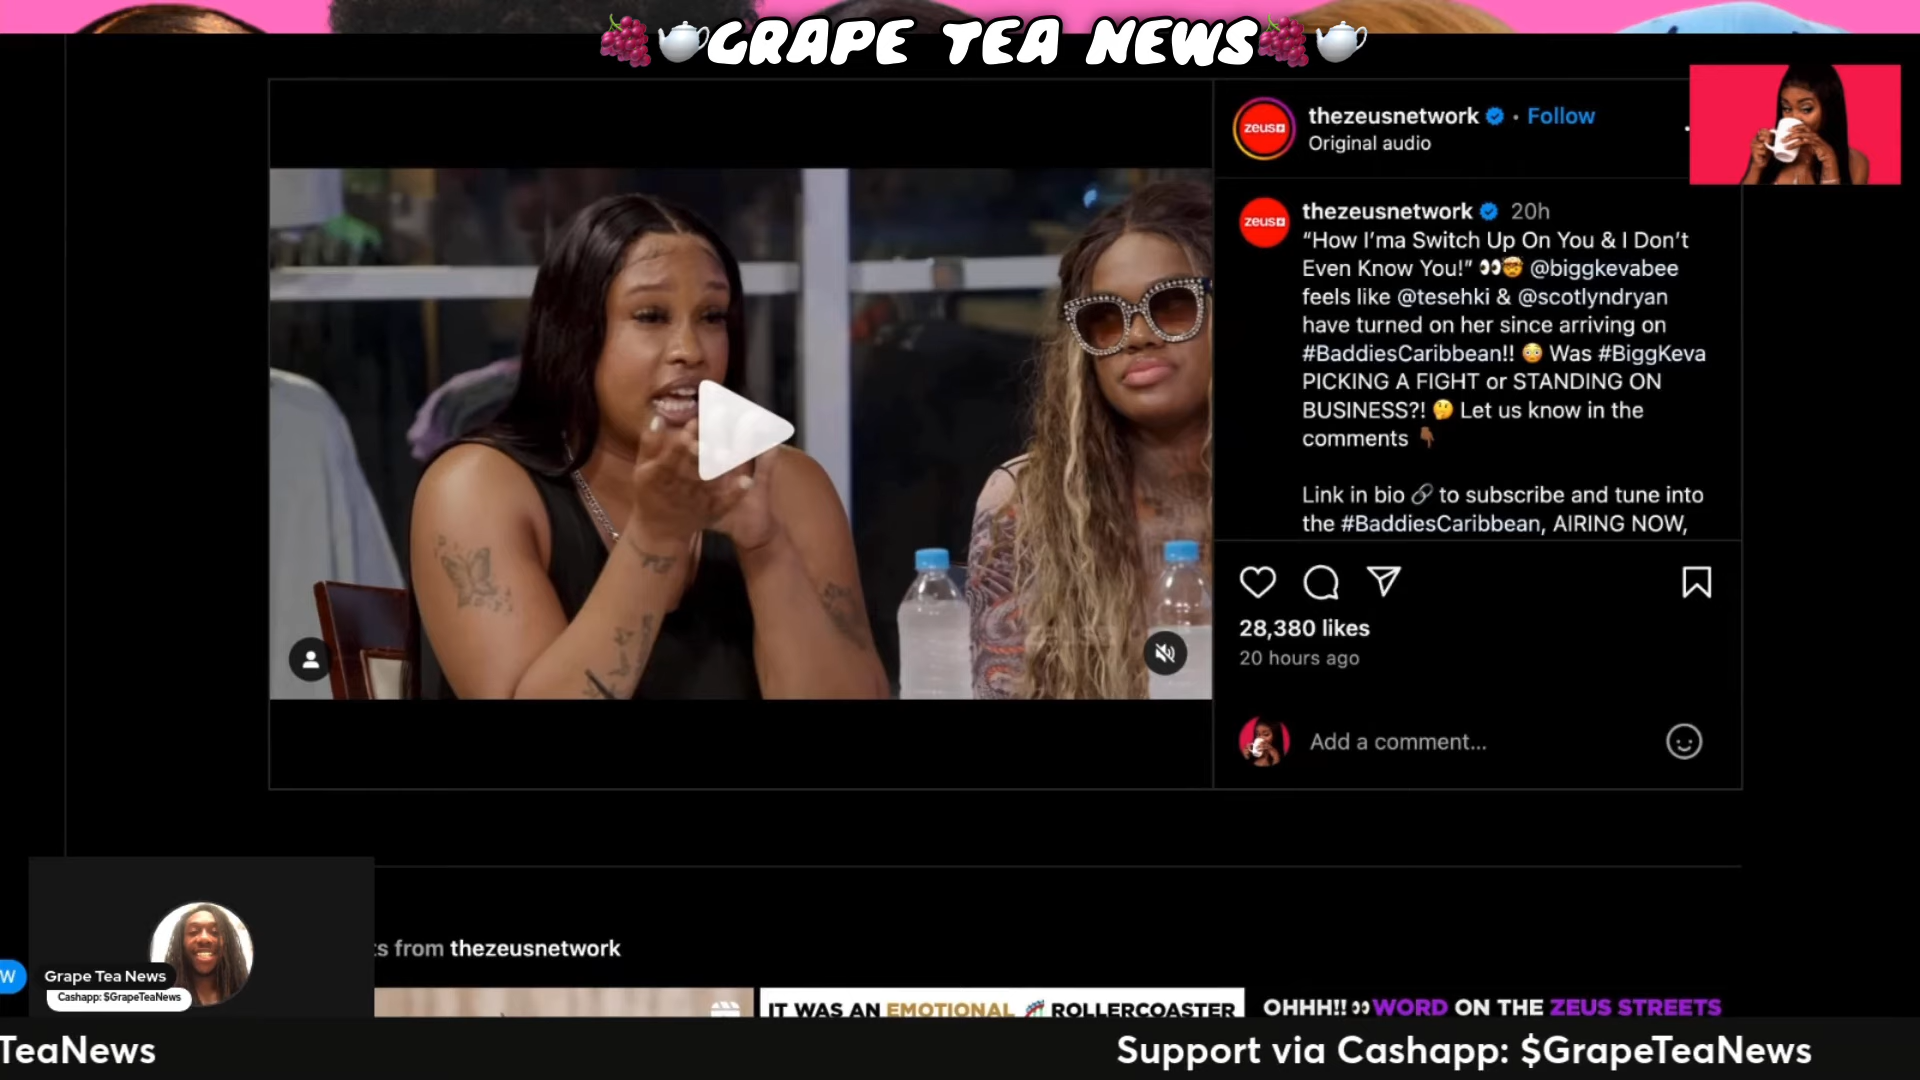 GRAPE TEA NEWS
zeus
thezeusnetwork • Follow
Original audio
zeus
thezeusnetwork 20h
“How I’ma Switch Up On You & I Don’t
Even Know You!” 👀🤯 @biggkevabee
feels like @tesehki & @scotlyndryan
have turned on her since arriving on
#BaddiesCaribbean!! 😳 Was #BiggKeva
PICKING A FIGHT or STANDING ON
BUSINESS?! 🤔 Let us know in the
comments 👇🏾
Link in bio 🔗 to subscribe and tune into
the #BaddiesCaribbean, AIRING NOW,
28,380 likes
20 hours ago
Add a comment...
ts from thezeusnetwork
W
Grape Tea News
Cashapp: $GrapeTeaNews
IT WAS AN EMOTIONAL 🎢 ROLLERCOASTER
OHHH!! 👀 WORD ON THE ZEUS STREETS
TeaNews
Support via Cashapp: $GrapeTeaNews